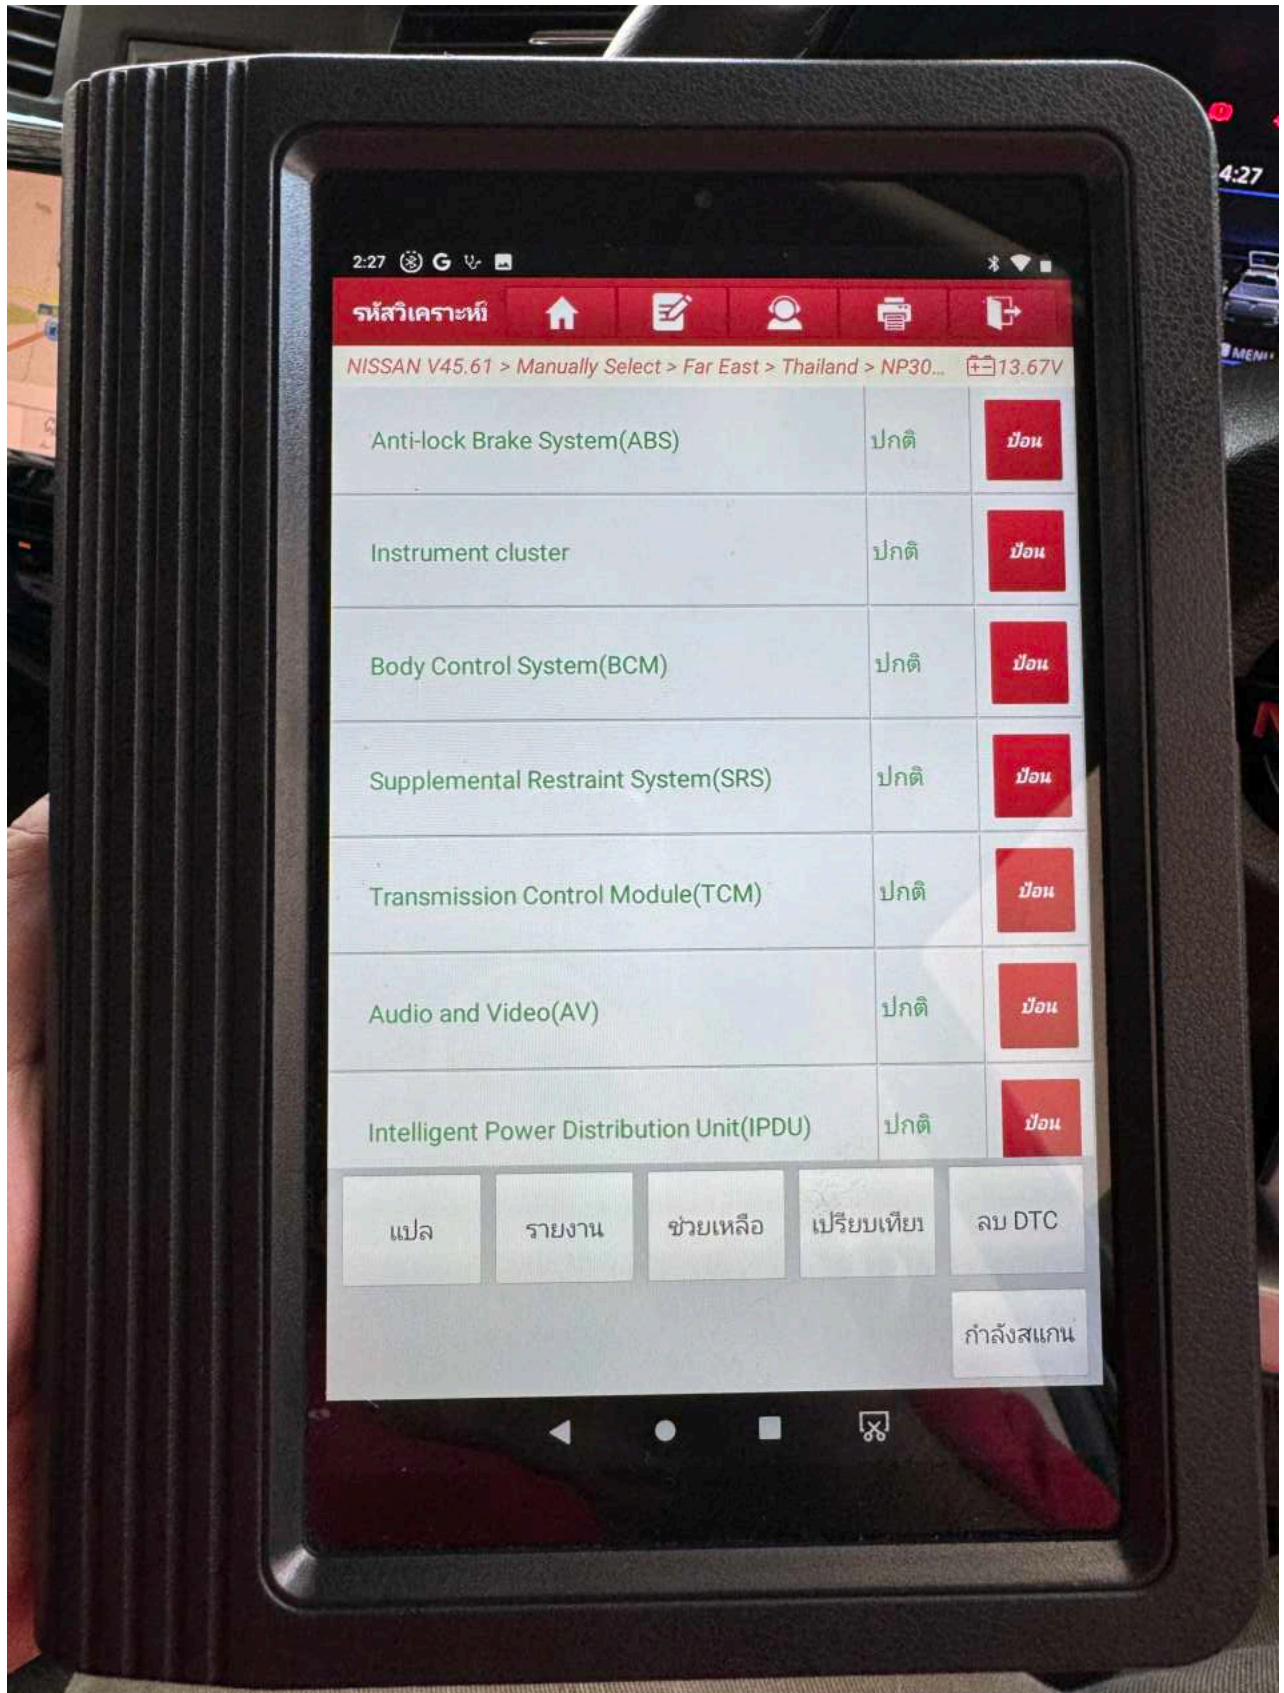 4:27
MENU
2:27 G
รหัสวิเคราะห์
NISSAN V45.61 > Manually Select > Far East > Thailand > NP30... 13.67V
Anti-lock Brake System(ABS) ปกติ ป้อน
Instrument cluster ปกติ ป้อน
Body Control System(BCM) ปกติ ป้อน
Supplemental Restraint System(SRS) ปกติ ป้อน
Transmission Control Module(TCM) ปกติ ป้อน
Audio and Video(AV) ปกติ ป้อน
Intelligent Power Distribution Unit(IPDU) ปกติ ป้อน
แปล รายงาน ช่วยเหลือ เปรียบเทียบ ลบ DTC
กำลังสแกน